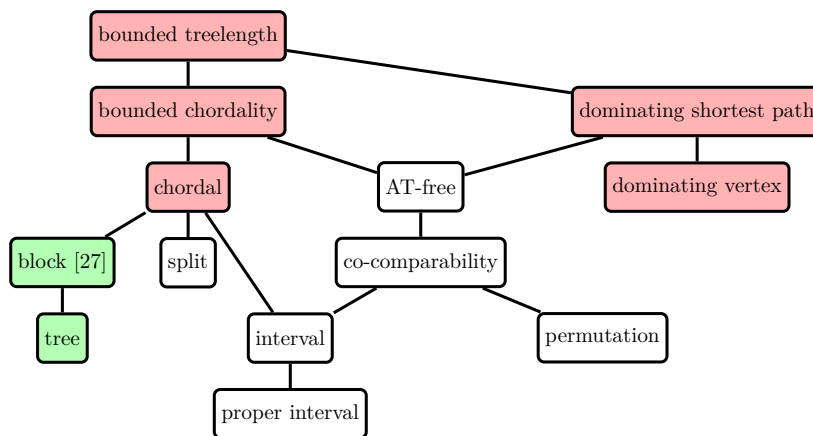 bounded treelength
bounded chordality
dominating shortest path
chordal
AT-free
dominating vertex
block [27]
split
co-comparability
tree
interval
permutation
proper interval